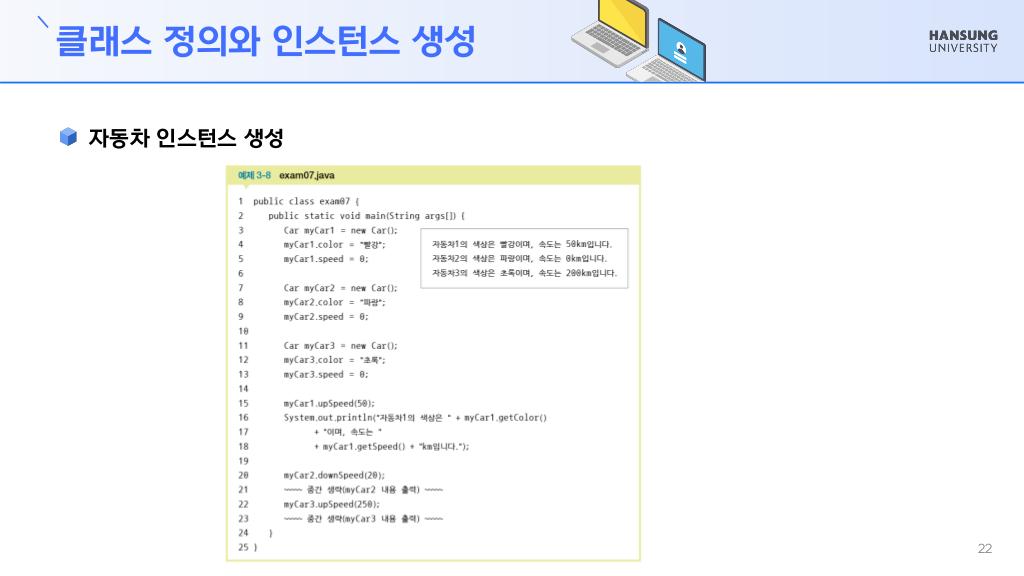 클래스 정의와 인스턴스 생성
HANSUNG
UNIVERSITY
자동차 인스턴스 생성
예제 3-8 exam07.java
1 public class exam07 {
2 public static void main(String args[]) {
3 Car myCar1 = new Car();
4 myCar1.color = "빨강";
5 myCar1.speed = 0;
6
7 Car myCar2 = new Car();
8 myCar2.color = "파랑";
9 myCar2.speed = 0;
10
11 Car myCar3 = new Car();
12 myCar3.color = "초록";
13 myCar3.speed = 0;
14
15 myCar1.upSpeed(50);
16 System.out.println("자동차1의 색상은 " + myCar1.getColor()
17 + "이며, 속도는 "
18 + myCar1.getSpeed() + "km입니다.");
19
20 myCar2.downSpeed(20);
21 ~~~~ 중간 생략(myCar2 내용 출력) ~~~~
22 myCar3.upSpeed(250);
23 ~~~~ 중간 생략(myCar3 내용 출력) ~~~~
24 }
25 }
자동차1의 색상은 빨강이며, 속도는 50km입니다.
자동차2의 색상은 파랑이며, 속도는 0km입니다.
자동차3의 색상은 초록이며, 속도는 200km입니다.
22